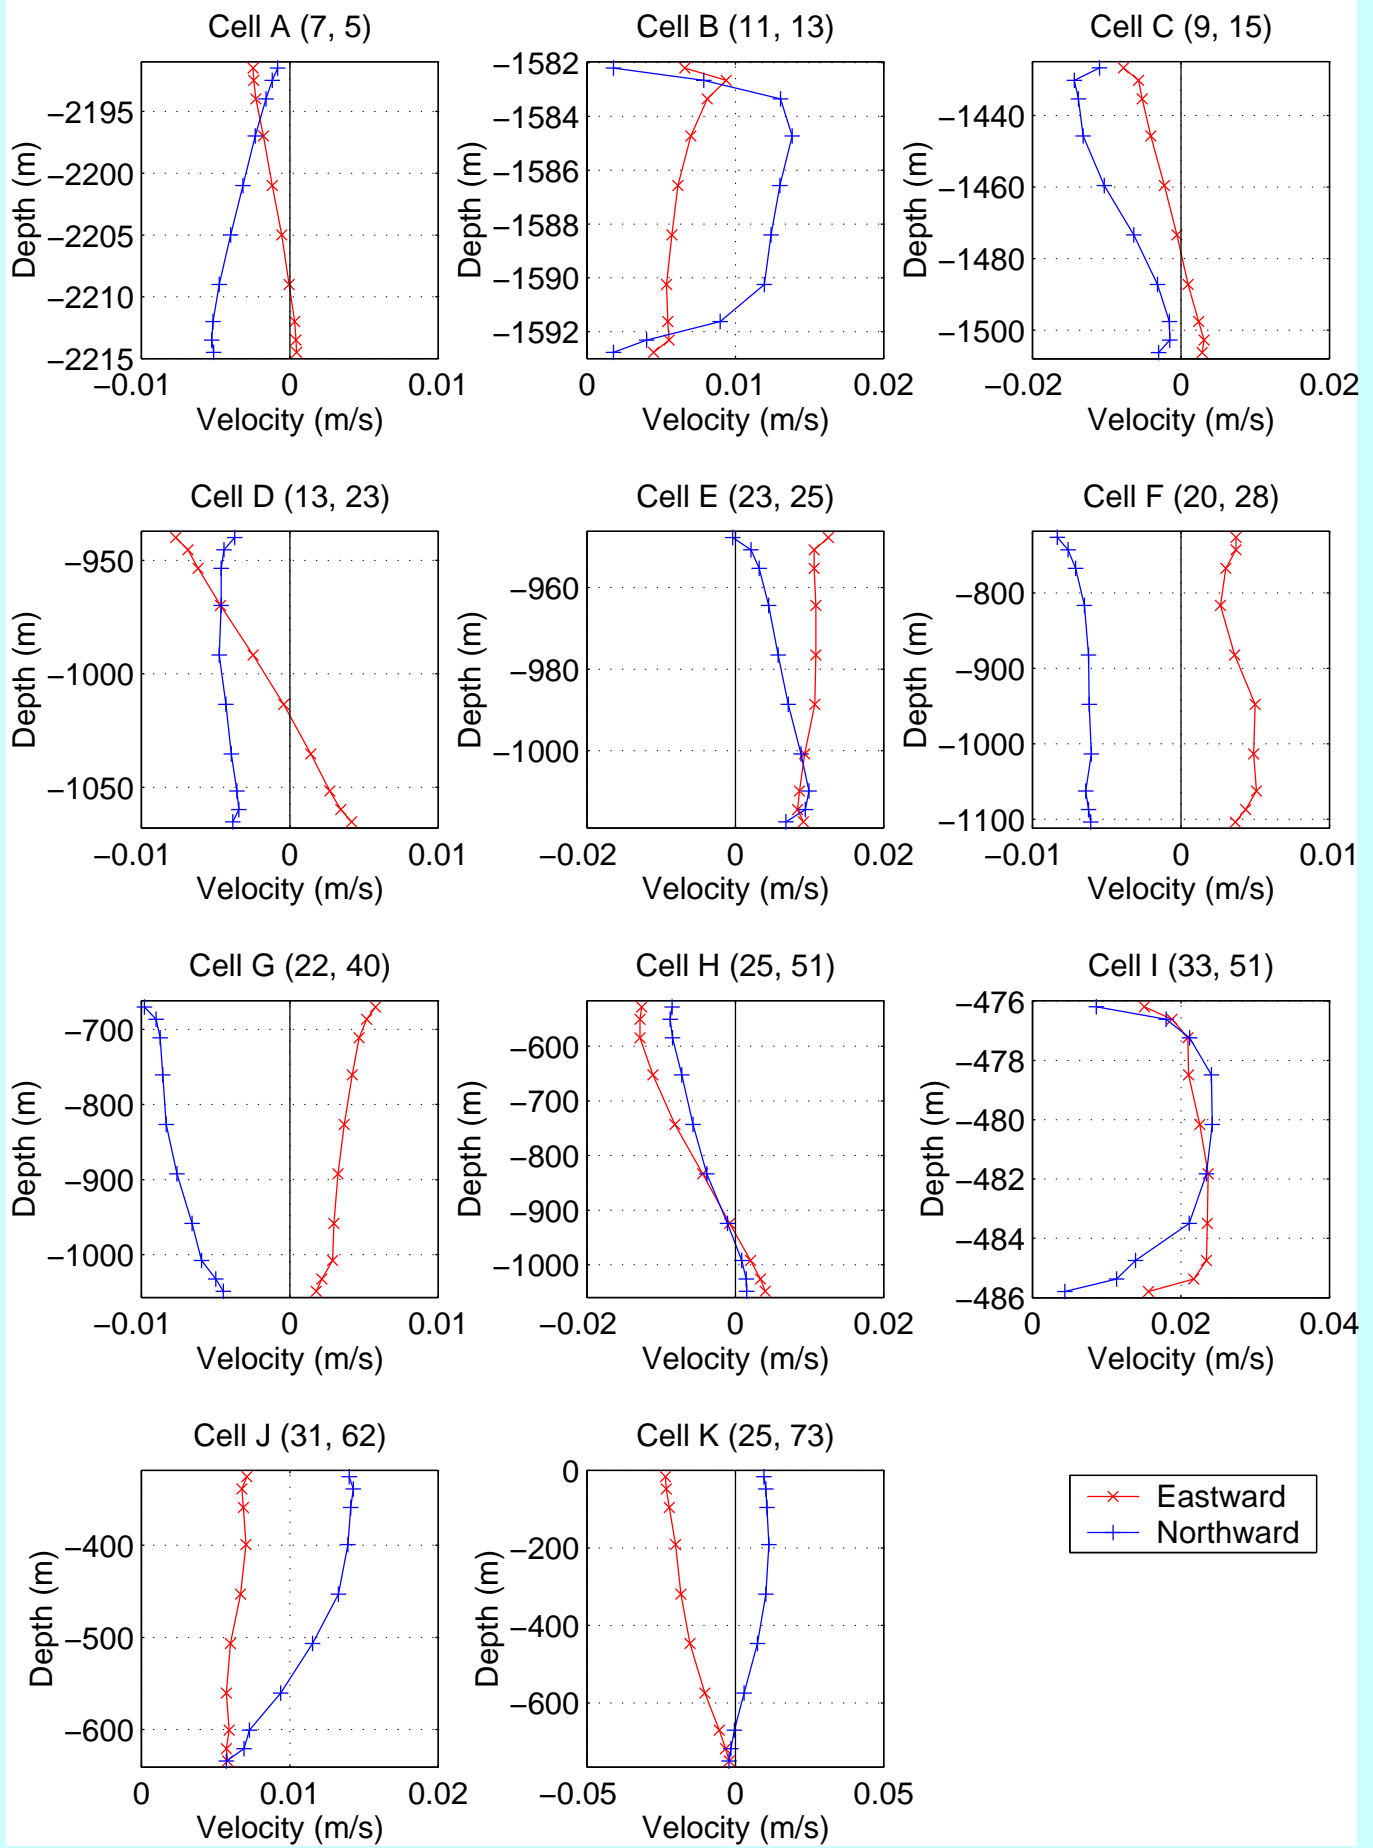 Cell A (7, 5)
−2195
−2200
−2205
−2210
−2215
−0.01 0 0.01
Velocity (m/s)
Depth (m)
Cell B (11, 13)
−1582
−1584
−1586
−1588
−1590
−1592
0 0.01 0.02
Velocity (m/s)
Depth (m)
Cell C (9, 15)
−1440
−1460
−1480
−1500
−0.02 0 0.02
Velocity (m/s)
Depth (m)
Cell D (13, 23)
−950
−1000
−1050
−0.01 0 0.01
Velocity (m/s)
Depth (m)
Cell E (23, 25)
−960
−980
−1000
−0.02 0 0.02
Velocity (m/s)
Depth (m)
Cell F (20, 28)
−800
−900
−1000
−1100
−0.01 0 0.01
Velocity (m/s)
Depth (m)
Cell G (22, 40)
−700
−800
−900
−1000
−0.01 0 0.01
Velocity (m/s)
Depth (m)
Cell H (25, 51)
−600
−700
−800
−900
−1000
−0.02 0 0.02
Velocity (m/s)
Depth (m)
Cell I (33, 51)
−476
−478
−480
−482
−484
−486
0 0.02 0.04
Velocity (m/s)
Depth (m)
Cell J (31, 62)
−400
−500
−600
0 0.01 0.02
Velocity (m/s)
Depth (m)
Cell K (25, 73)
0
−200
−400
−600
−0.05 0 0.05
Velocity (m/s)
Depth (m)
Eastward
Northward